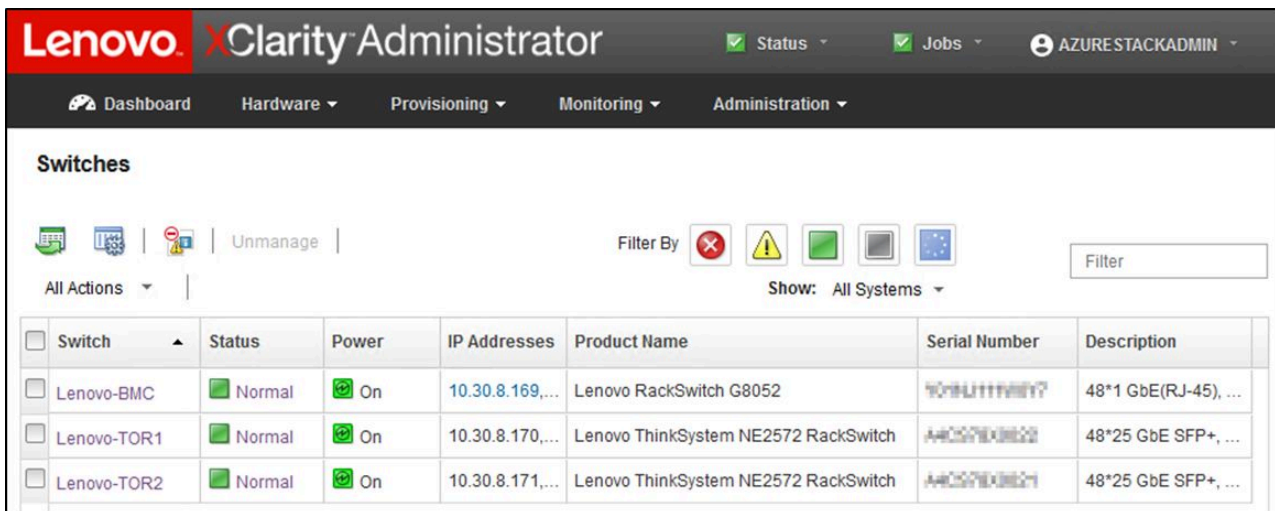 Lenovo XClarity Administrator Status Jobs AZURESTACKADMIN
Dashboard Hardware Provisioning Monitoring Administration
Switches
Unmanage Filter By Filter
All Actions Show: All Systems
Switch Status Power IP Addresses Product Name Serial Number Description
Lenovo-BMC Normal On 10.30.8.169,... Lenovo RackSwitch G8052 48*1 GbE(RJ-45), ...
Lenovo-TOR1 Normal On 10.30.8.170,... Lenovo ThinkSystem NE2572 RackSwitch 48*25 GbE SFP+, ...
Lenovo-TOR2 Normal On 10.30.8.171,... Lenovo ThinkSystem NE2572 RackSwitch 48*25 GbE SFP+, ...